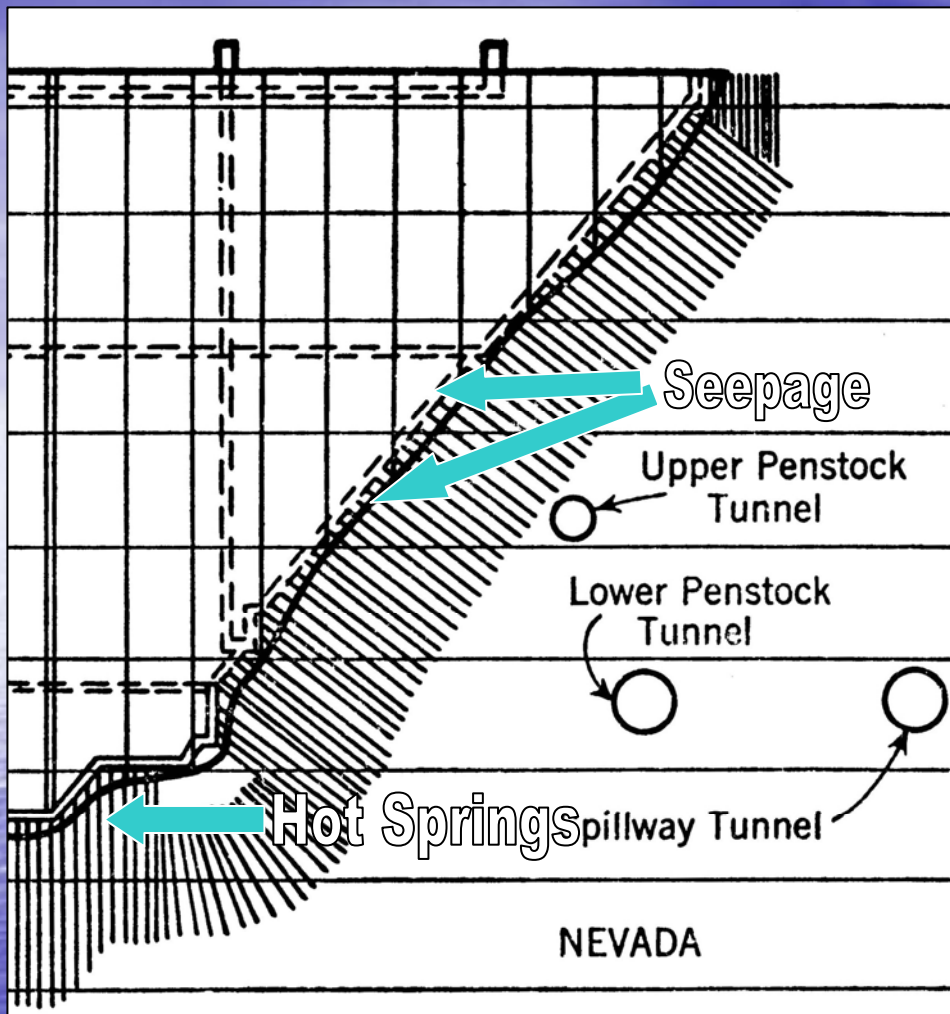 Seepage
Upper Penstock
Tunnel
Lower Penstock
Tunnel
Hot Springs
pillway Tunnel
NEVADA